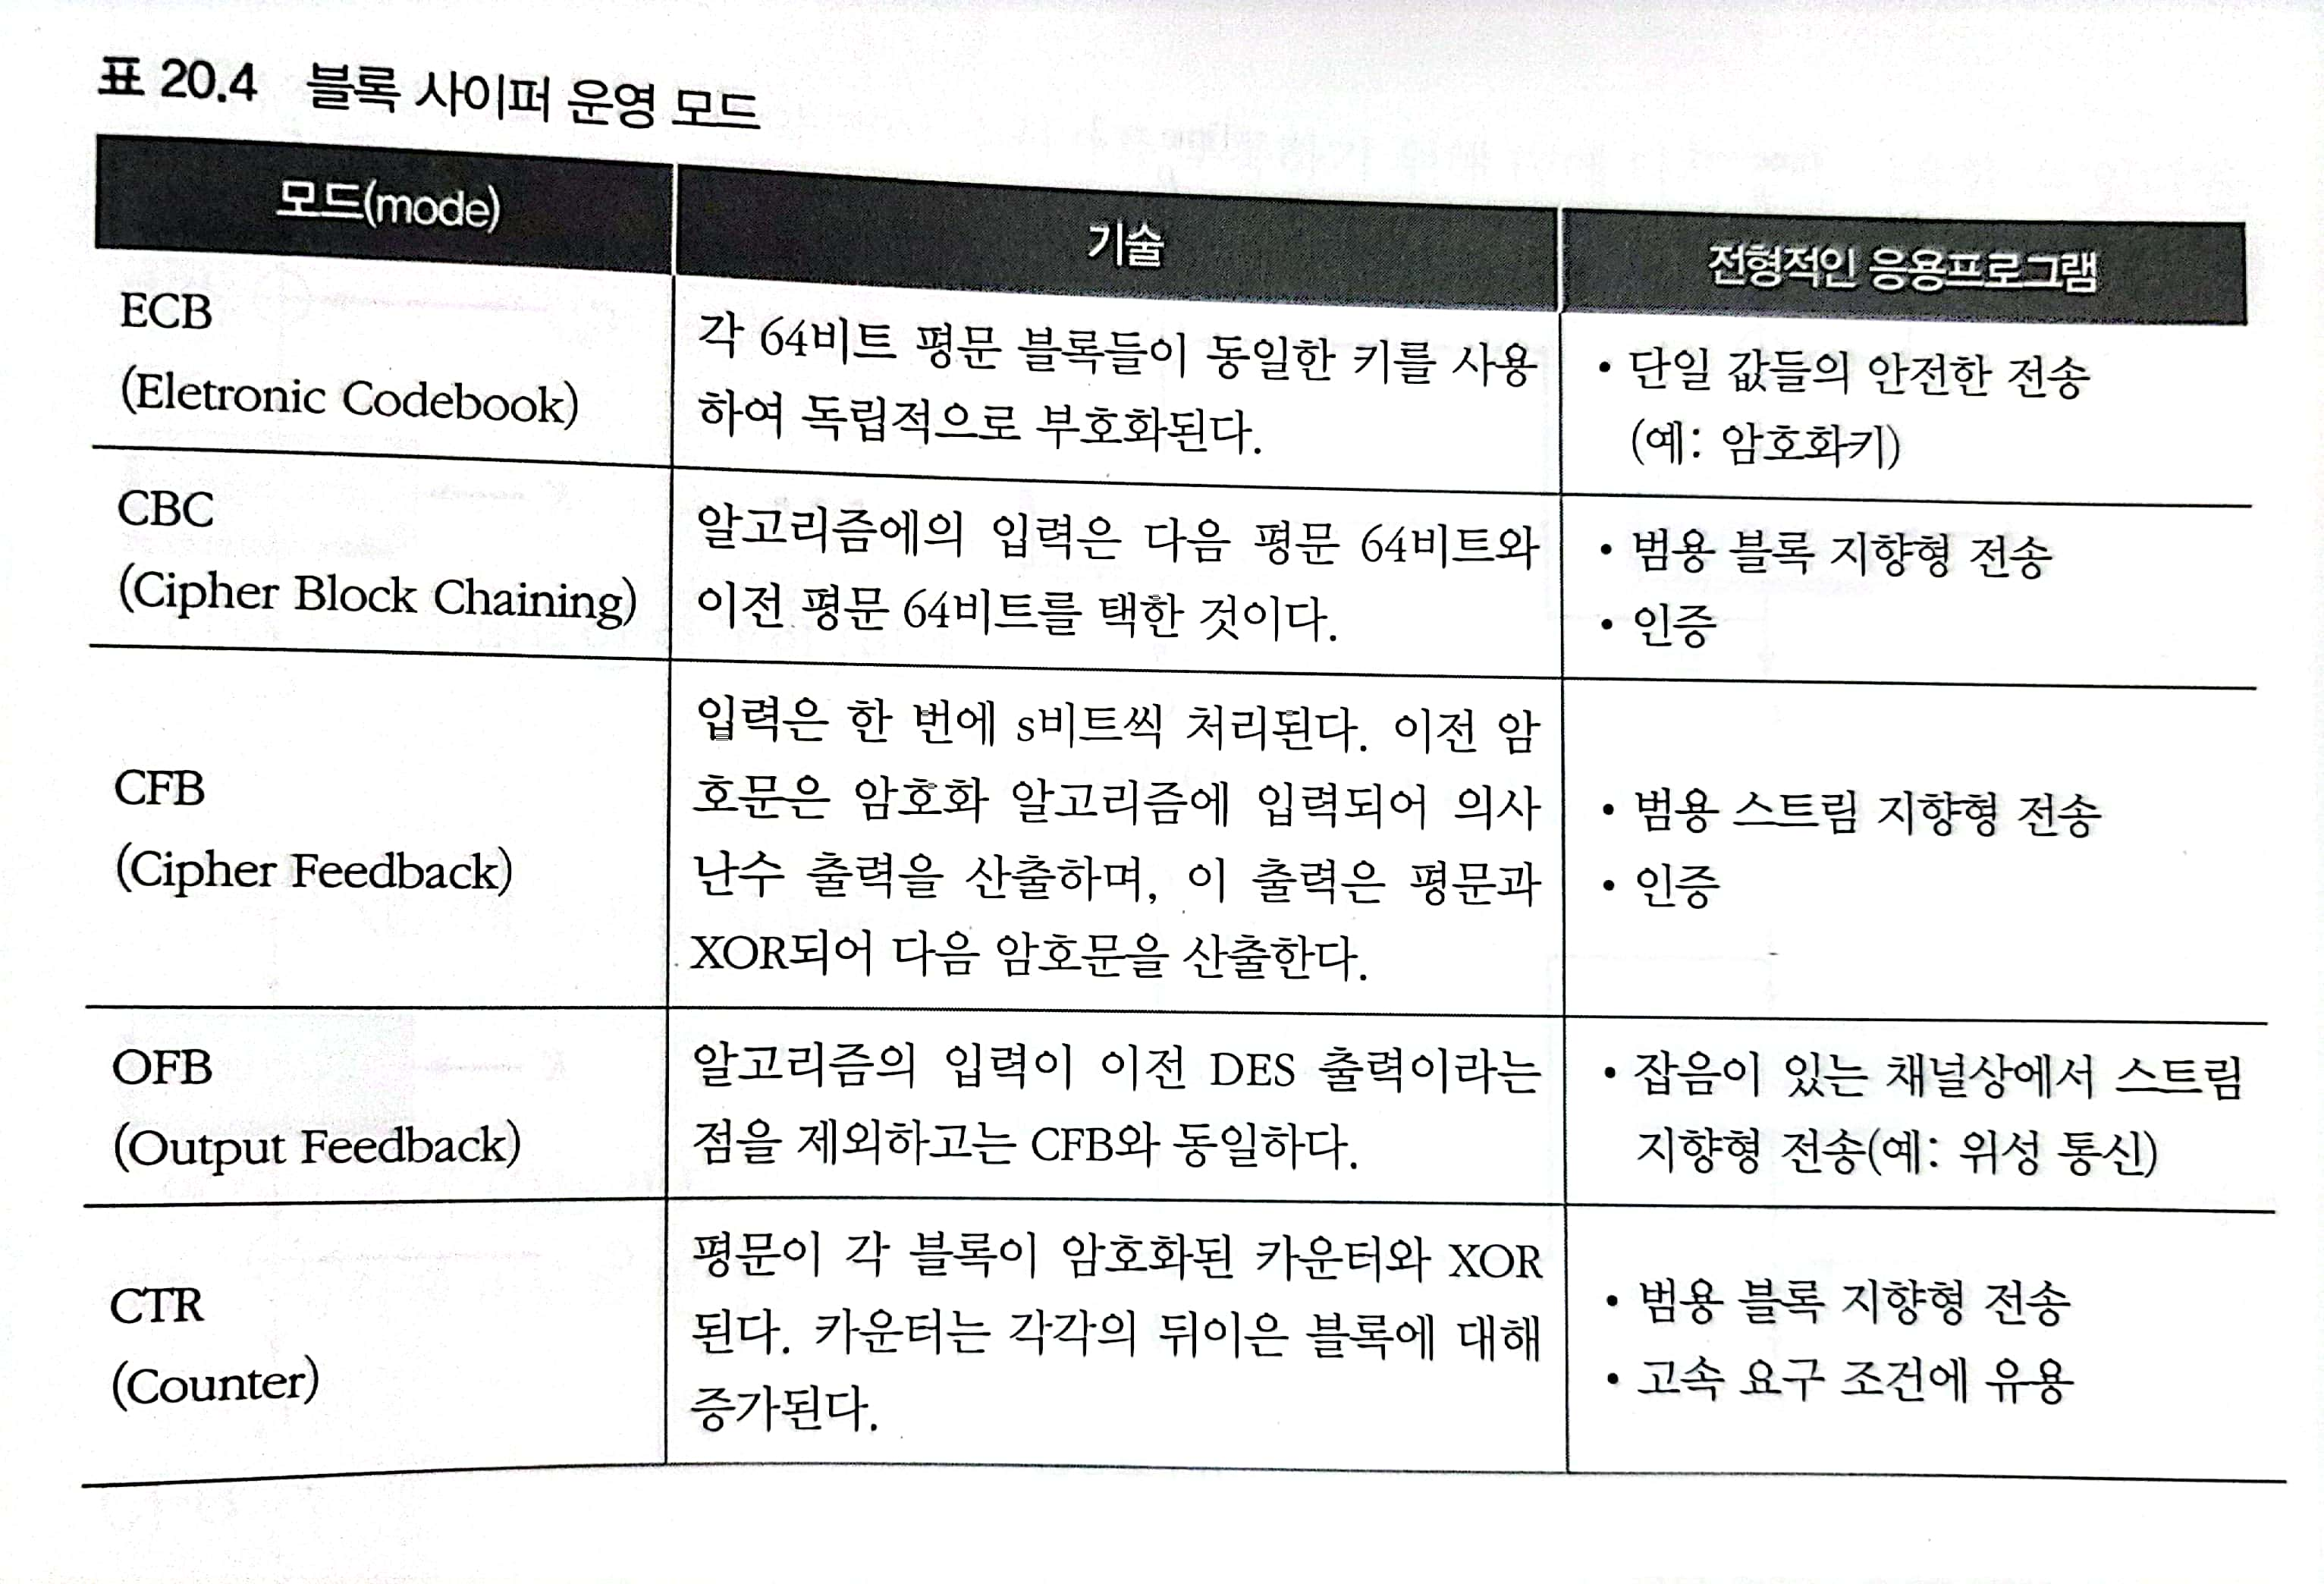 표 20.4 블록 사이퍼 운영 모드
모드(mode)
기술
전형적인 응용프로그램
ECB
(Eletronic Codebook)
각 64비트 평문 블록들이 동일한 키를 사용
하여 독립적으로 부호화된다.
• 단일 값들의 안전한 전송
(예: 암호화키)
CBC
(Cipher Block Chaining)
알고리즘에의 입력은 다음 평문 64비트와
이전 평문 64비트를 택한 것이다.
• 범용 블록 지향형 전송
• 인증
CFB
(Cipher Feedback)
입력은 한 번에 s비트씩 처리된다. 이전 암
호문은 암호화 알고리즘에 입력되어 의사
난수 출력을 산출하며, 이 출력은 평문과
XOR되어 다음 암호문을 산출한다.
• 범용 스트림 지향형 전송
• 인증
OFB
(Output Feedback)
알고리즘의 입력이 이전 DES 출력이라는
점을 제외하고는 CFB와 동일하다.
• 잡음이 있는 채널상에서 스트림
지향형 전송(예: 위성 통신)
CTR
(Counter)
평문이 각 블록이 암호화된 카운터와 XOR
된다. 카운터는 각각의 뒤이은 블록에 대해
증가된다.
• 범용 블록 지향형 전송
• 고속 요구 조건에 유용